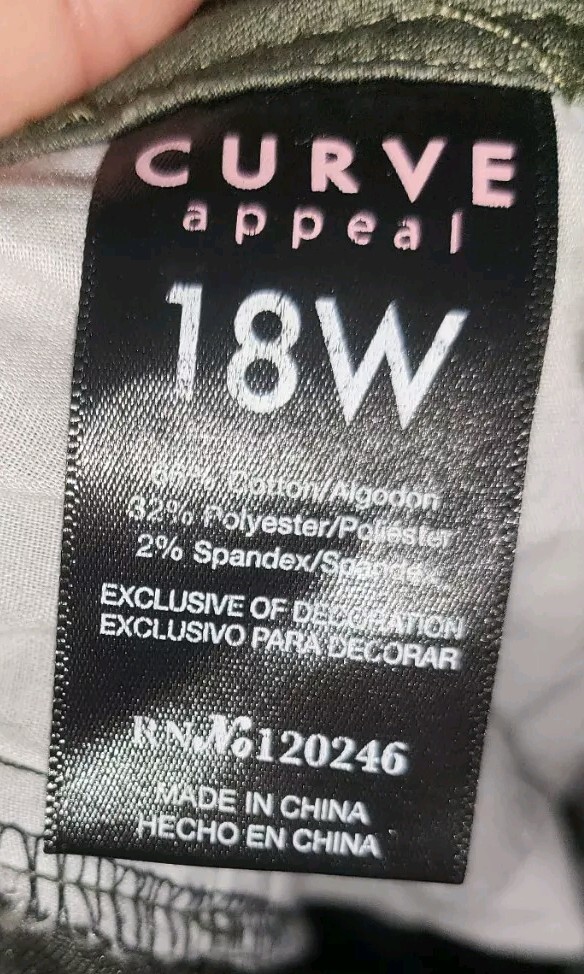 CURVE
appeal
18W
Cotton/Algodon
32% Polyester/Poliester
2% Spandex/Spandex
EXCLUSIVE OF DECORATION
EXCLUSIVO PARA DECORAR
RN No 120246
MADE IN CHINA
HECHO EN CHINA